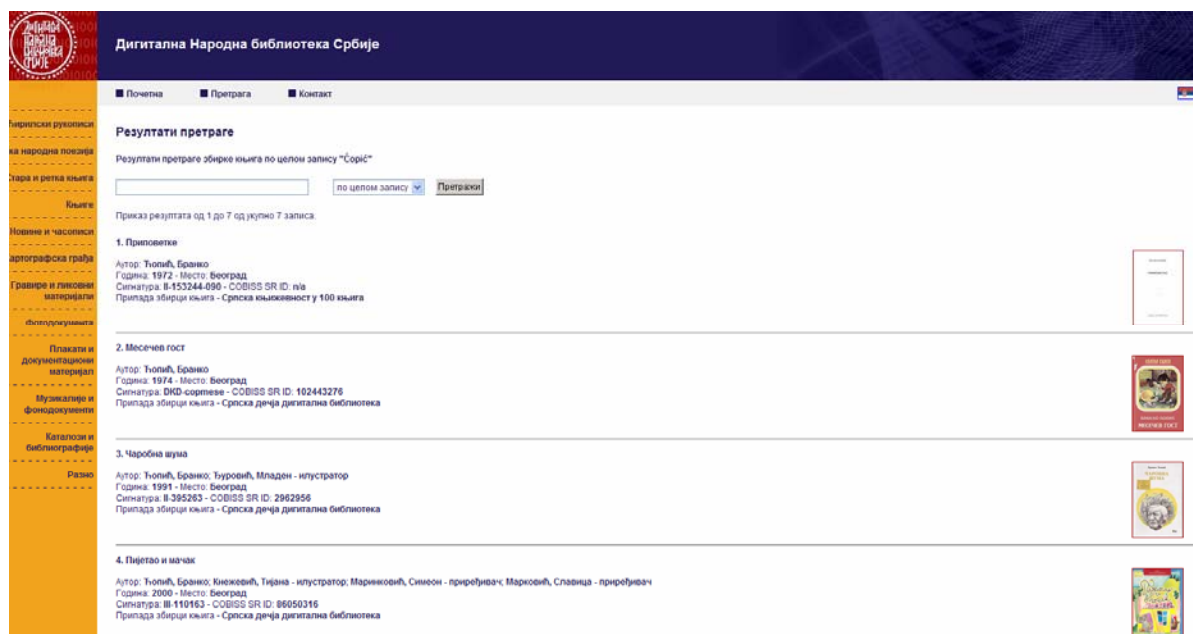 Дигитална Народна библиотека Србије
Почетна Претрага Контакт
Ћирилски рукописи
ка народна поезија
Стара и ретка књига
Књиге
Новине и часописи
артографска грађа
Гравире и ликовни
материјали
Фотодокумента
Плакати и
документациони
материјал
Музикалије и
фонодокументи
Каталози и
библиографије
Разно
Резултати претраге
Резултати претраге збирке књига по целом запису "Ćopić"
по целом запису Претражи
Приказ резултата од 1 до 7 од укупно 7 записа.
1. Приповетке
Аутор: Ћопић, Бранко
Година: 1972 - Место: Београд
Сигнатура: II-153244-090 - COBISS SR ID: n/a
Припада збирци књига - Српска књижевност у 100 књига
2. Месечев гост
Аутор: Ћопић, Бранко
Година: 1974 - Место: Београд
Сигнатура: DKD-copmese - COBISS SR ID: 102443276
Припада збирци књига - Српска дечја дигитална библиотека
МЕСЕЧЕВ ГОСТ
3. Чаробна шума
Аутор: Ћопић, Бранко; Ђуровић, Младен - илустратор
Година: 1991 - Место: Београд
Сигнатура: II-395263 - COBISS SR ID: 2962956
Припада збирци књига - Српска дечја дигитална библиотека
4. Пијетао и мачак
Аутор: Ћопић, Бранко; Кнежевић, Тијана - илустратор; Маринковић, Симеон - приређивач; Марковић, Славица - приређивач
Година: 2000 - Место: Београд
Сигнатура: III-110163 - COBISS SR ID: 86050316
Припада збирци књига - Српска дечја дигитална библиотека